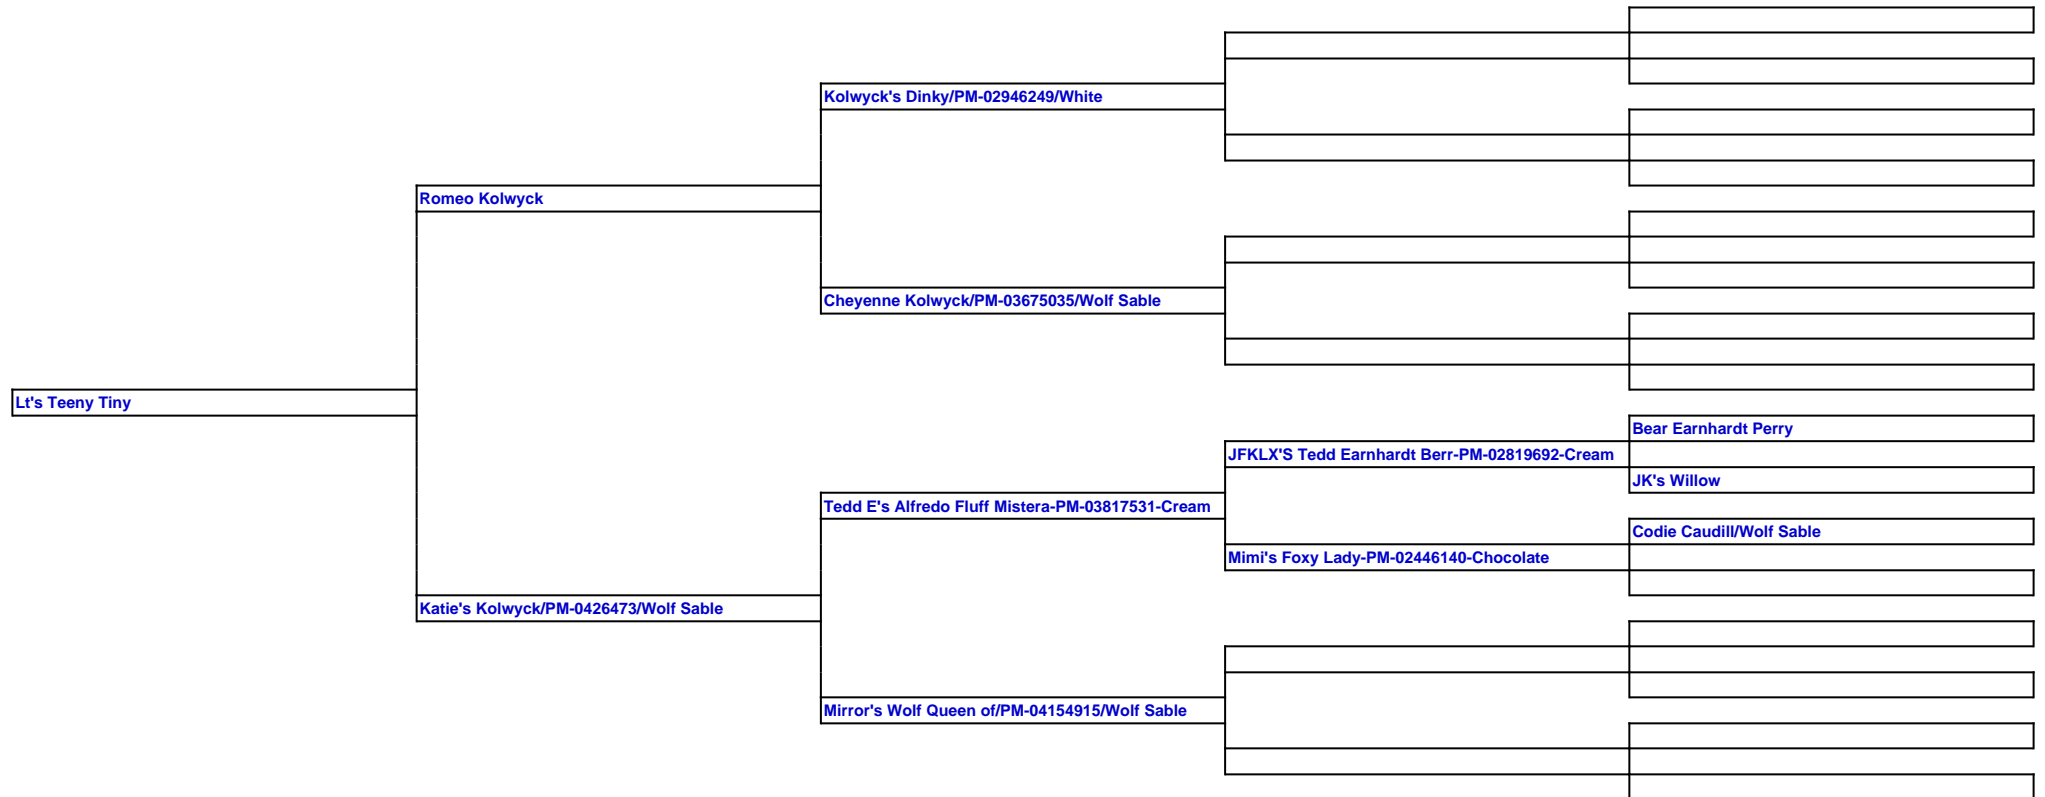 Kolwyck's Dinky/PM-02946249/White
Romeo Kolwyck
Cheyenne Kolwyck/PM-03675035/Wolf Sable
Lt's Teeny Tiny
Bear Earnhardt Perry
JFKLX'S Tedd Earnhardt Berr-PM-02819692-Cream
JK's Willow
Tedd E's Alfredo Fluff Mistera-PM-03817531-Cream
Codie Caudill/Wolf Sable
Mimi's Foxy Lady-PM-02446140-Chocolate
Katie's Kolwyck/PM-0426473/Wolf Sable
Mirror's Wolf Queen of/PM-04154915/Wolf Sable